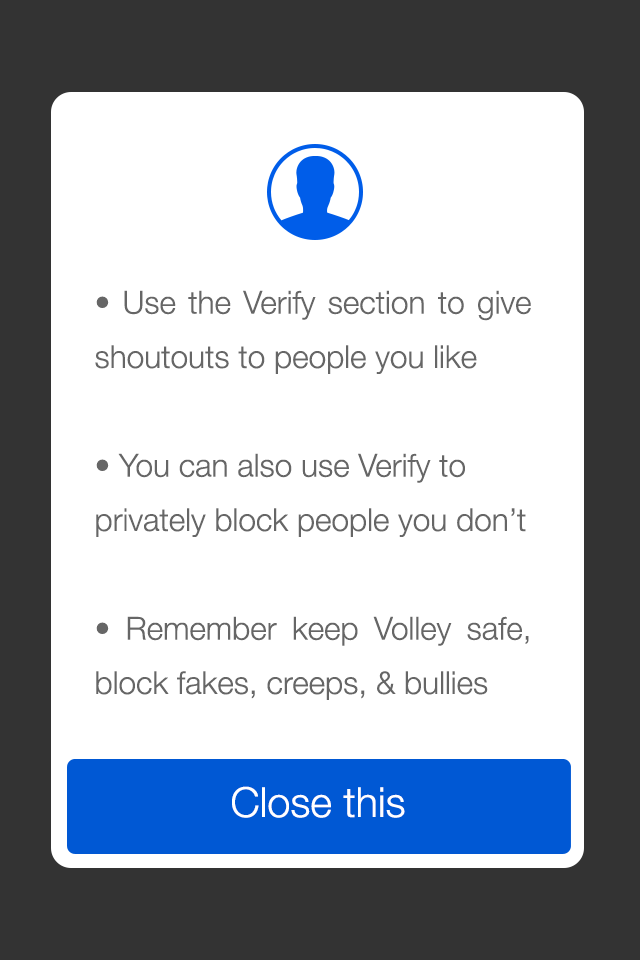 • Use the Verify section to give
shoutouts to people you like
• You can also use Verify to
privately block people you don’t
• Remember keep Volley safe,
block fakes, creeps, & bullies
Close this